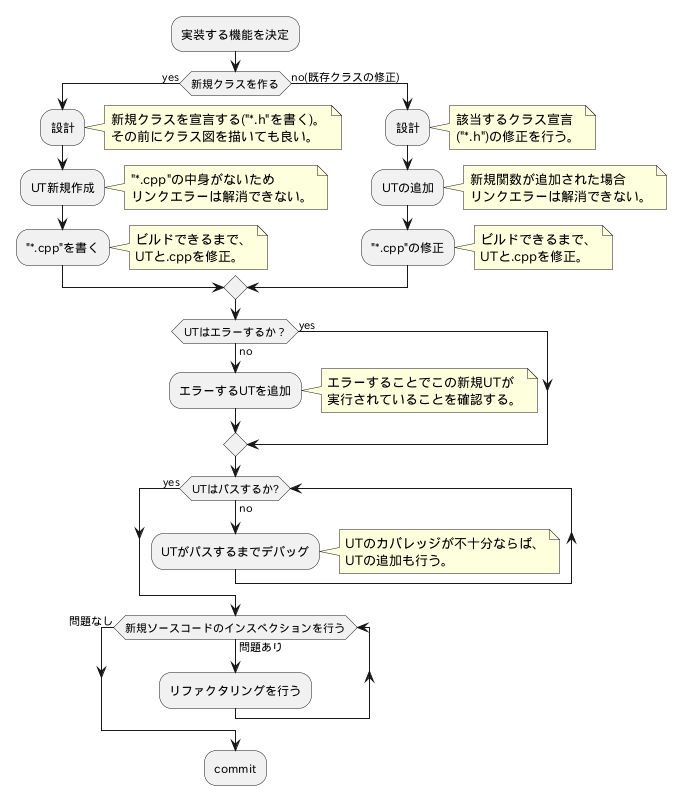 実装する機能を決定
新規クラスを作る
yes
no(既存クラスの修正)
設計
新規クラスを宣言する("*.h"を書く)。
その前にクラス図を描いても良い。
UT新規作成
"*.cpp"の中身がないため
リンクエラーは解消できない。
"*.cpp"を書く
ビルドできるまで、
UTと.cppを修正。
設計
該当するクラス宣言
("*.h")の修正を行う。
UTの追加
新規関数が追加された場合
リンクエラーは解消できない。
"*.cpp"の修正
ビルドできるまで、
UTと.cppを修正。
UTはエラーするか？
yes
no
エラーするUTを追加
エラーすることでこの新規UTが
実行されていることを確認する。
yes
UTはパスするか?
no
UTがパスするまでデバッグ
UTのカバレッジが不十分ならば、
UTの追加も行う。
問題なし
新規ソースコードのインスペクションを行う
問題あり
リファクタリングを行う
commit